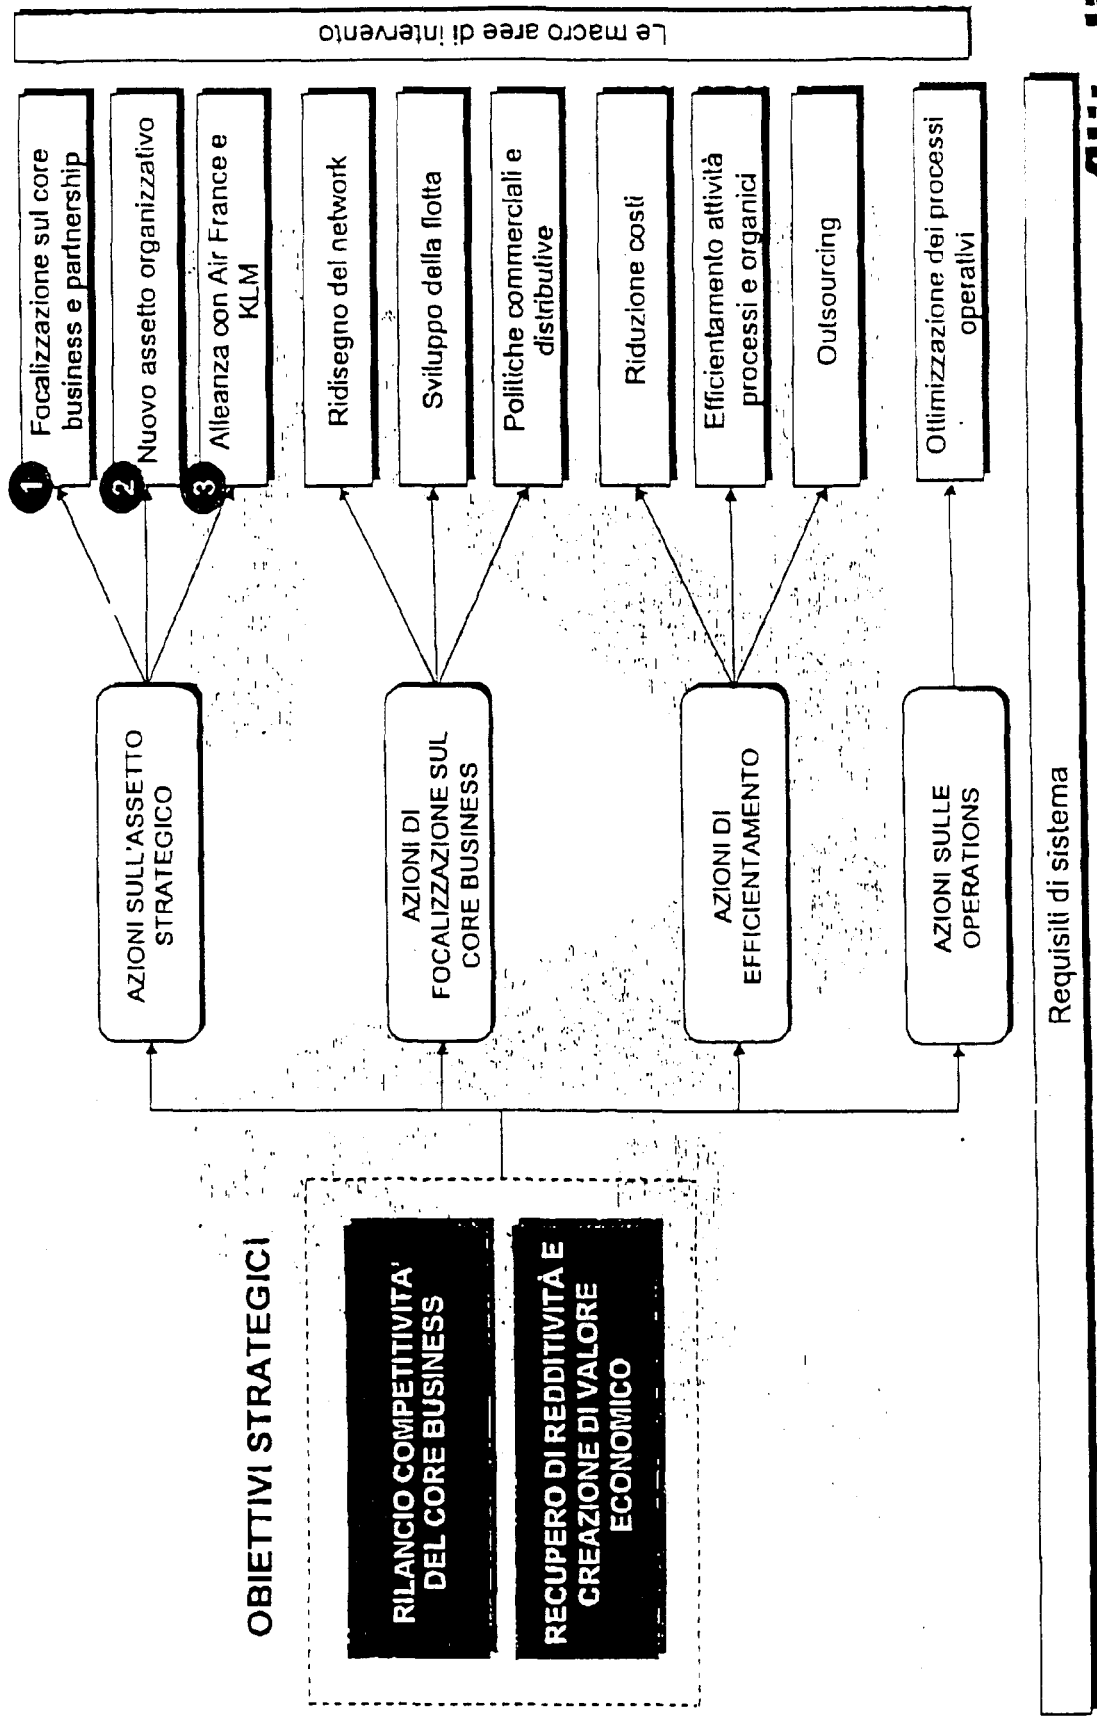 OBIETTIVI STRATEGICI
RILANCIO COMPETITIVITA'
DEL CORE BUSINESS
RECUPERO DI REDDITIVITÀ E
CREAZIONE DI VALORE
ECONOMICO
AZIONI SULL'ASSETTO
STRATEGICO
AZIONI DI
FOCALIZZAZIONE SUL
CORE BUSINESS
AZIONI DI
EFFICIENTAMENTO
AZIONI SULLE
OPERATIONS
1
Focalizzazione sul core
business e partnership
2
Nuovo assetto organizzativo
3
Alleanza con Air France e
KLM
Ridisegno del network
Sviluppo della flotta
Politiche commerciali e
distributive
Riduzione costi
Efficientamento attività
processi e organici
Outsourcing
Ottimizzazione dei processi
operativi
Le macro aree di intervento
Requisiti di sistema